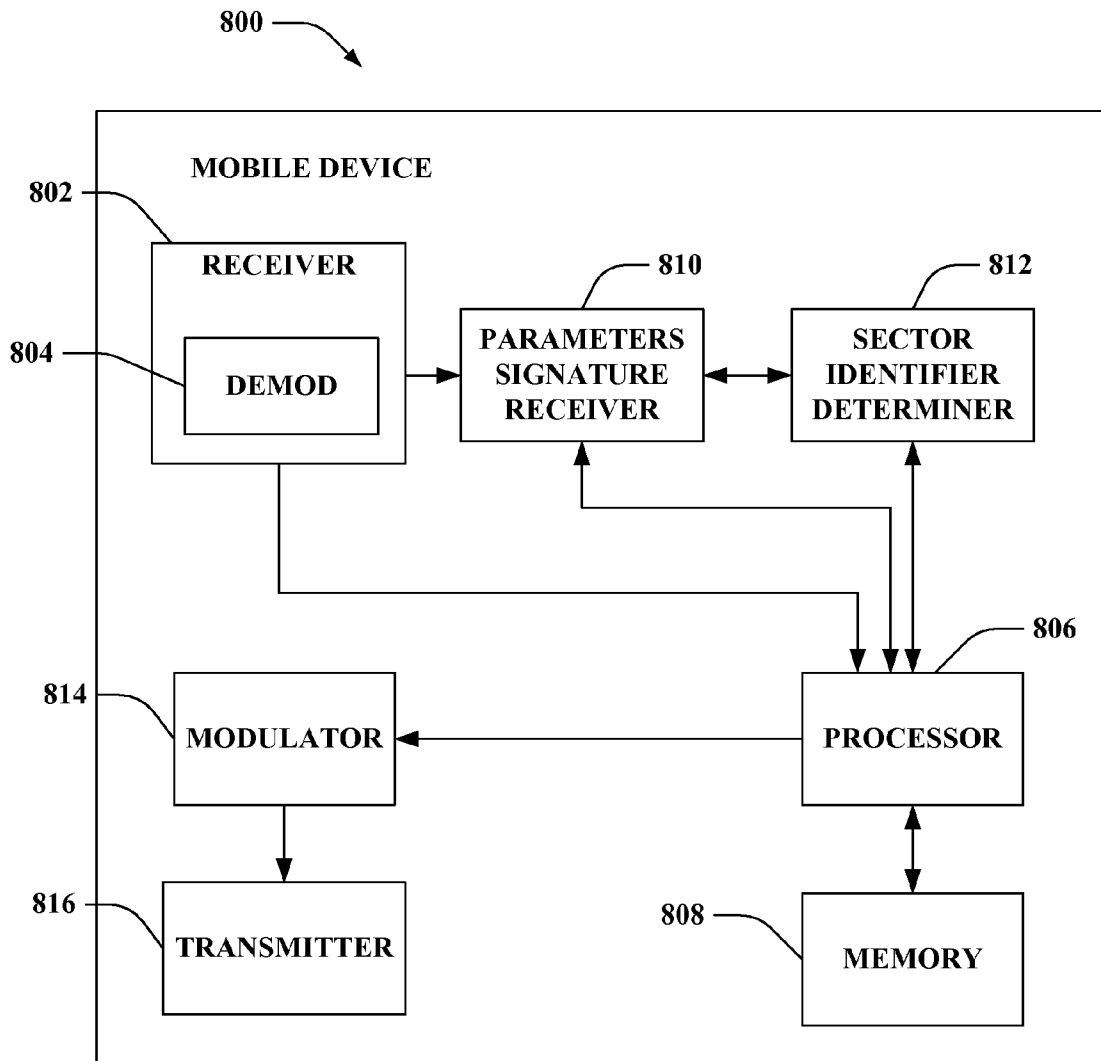 800
MOBILE DEVICE
802
RECEIVER
810
812
804
DEMOD
PARAMETERS
SIGNATURE
RECEIVER
SECTOR
IDENTIFIER
DETERMINER
806
814
MODULATOR
PROCESSOR
816
TRANSMITTER
808
MEMORY